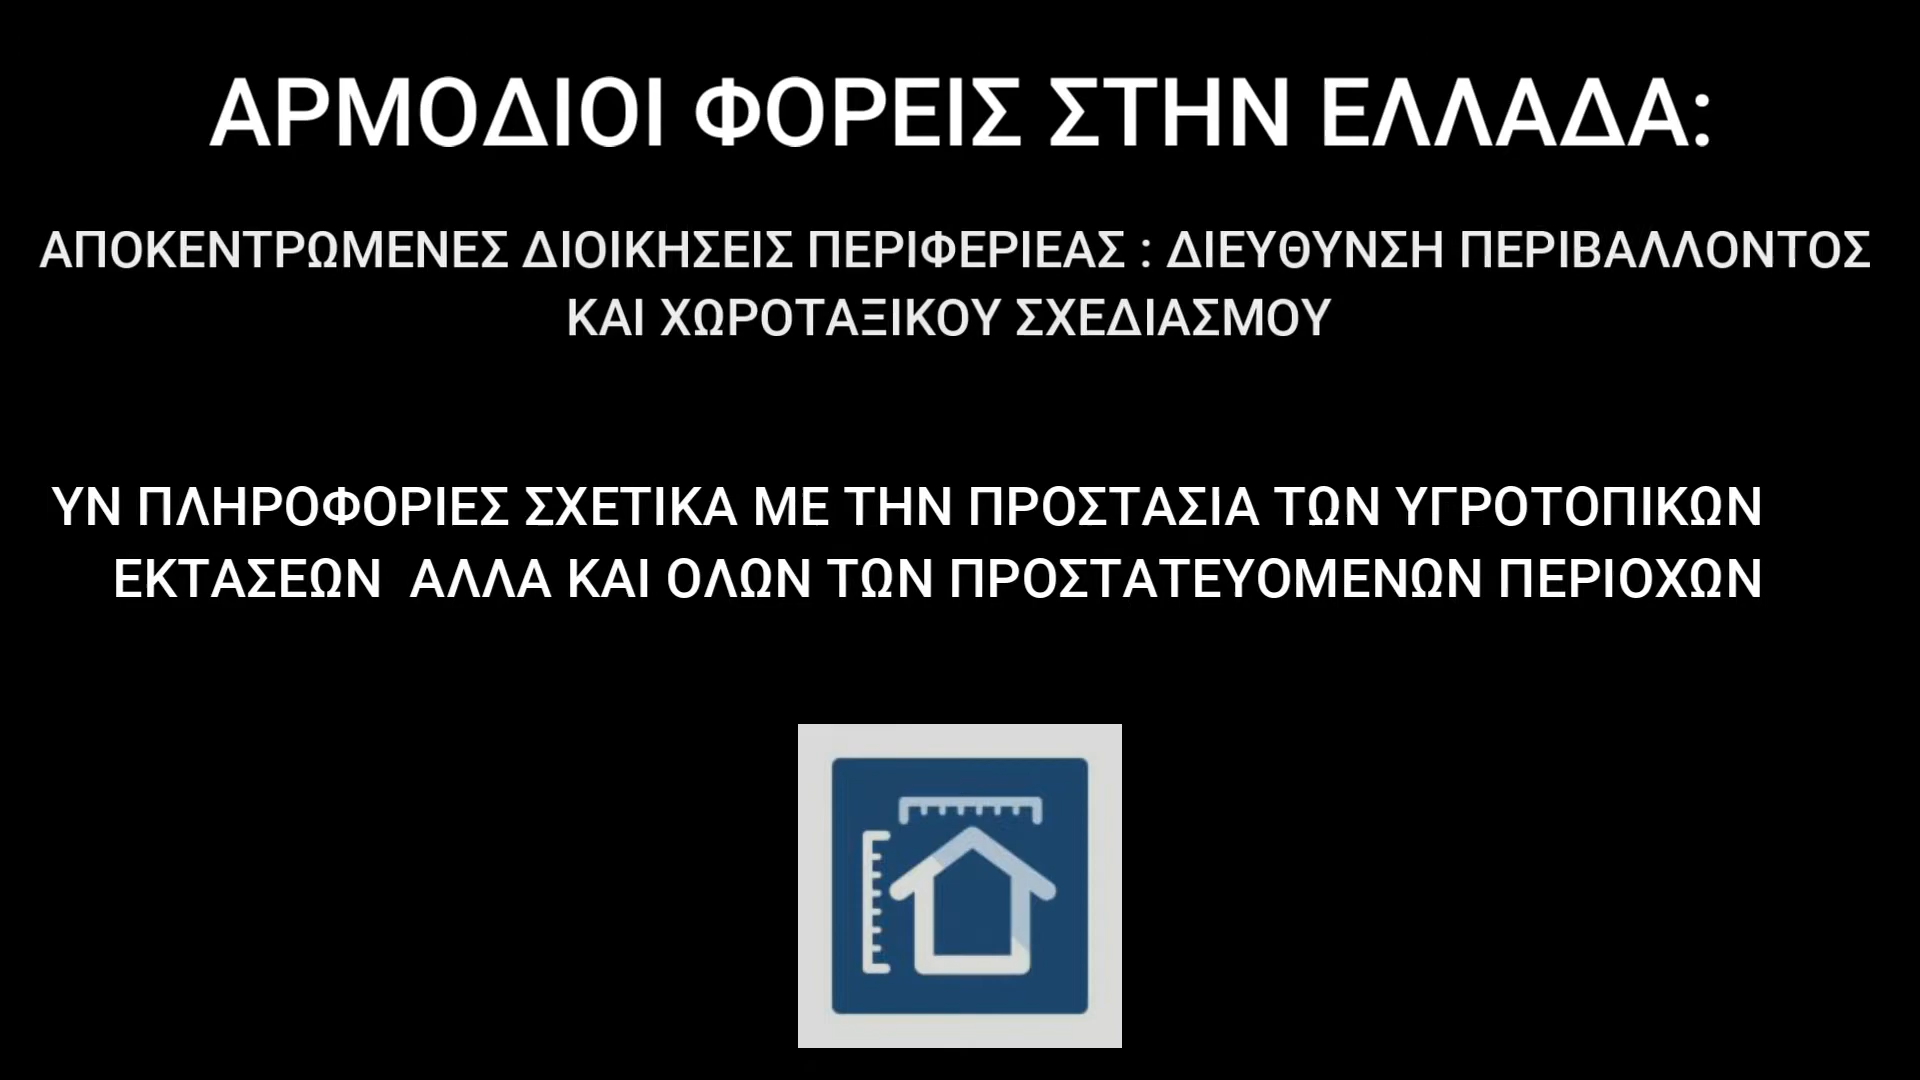 ΑΡΜΟΔΙΟΙ ΦΟΡΕΙΣ ΣΤΗΝ ΕΛΛΑΔΑ:
ΑΠΟΚΕΝΤΡΩΜΕΝΕΣ ΔΙΟΙΚΗΣΕΙΣ ΠΕΡΙΦΕΡΙΕΑΣ : ΔΙΕΥΘΥΝΣΗ ΠΕΡΙΒΑΛΛΟΝΤΟΣ
ΚΑΙ ΧΩΡΟΤΑΞΙΚΟΥ ΣΧΕΔΙΑΣΜΟΥ
ΥΝ ΠΛΗΡΟΦΟΡΙΕΣ ΣΧΕΤΙΚΑ ΜΕ ΤΗΝ ΠΡΟΣΤΑΣΙΑ ΤΩΝ ΥΓΡΟΤΟΠΙΚΩΝ
ΕΚΤΑΣΕΩΝ ΑΛΛΑ ΚΑΙ ΟΛΩΝ ΤΩΝ ΠΡΟΣΤΑΤΕΥΟΜΕΝΩΝ ΠΕΡΙΟΧΩΝ